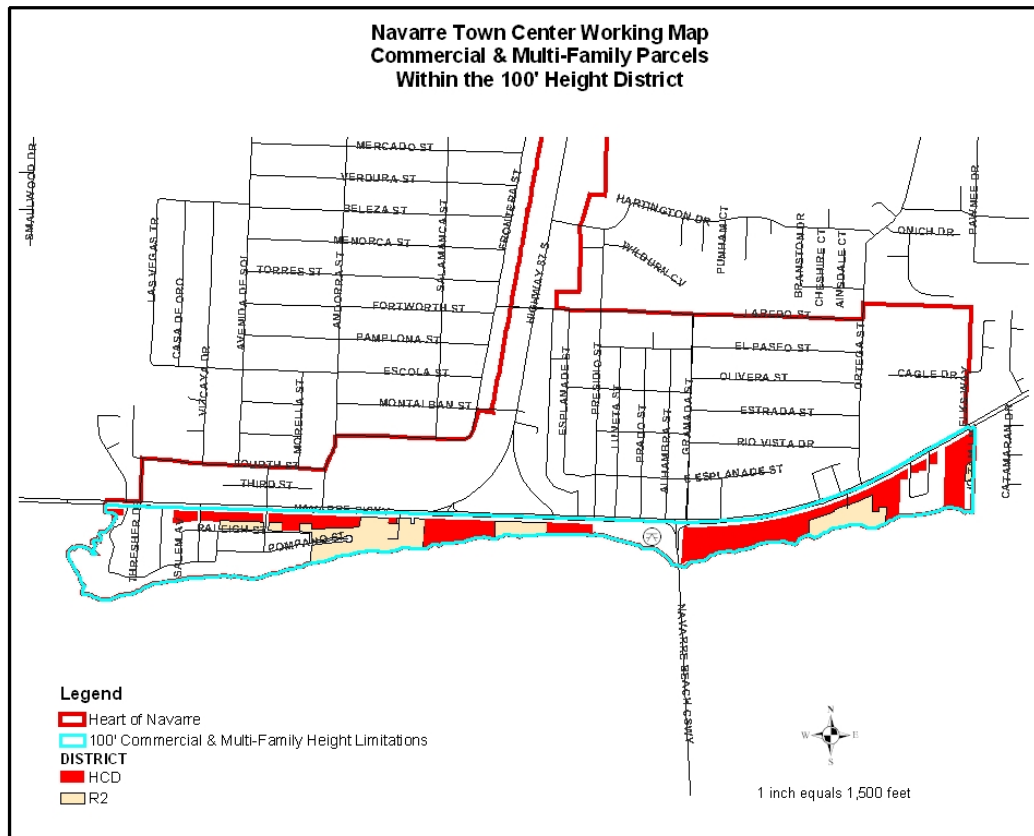 Navarre Town Center Working Map
Commercial & Multi-Family Parcels
Within the 100' Height District
SMALLWOOD DR
MERCADO ST
VERDURA ST
BELEZA ST
MENORCA ST
TORRES ST
FORTWORTH ST
PAMPLOMA ST
ESCOLA ST
MONTALBAN ST
LAS VEGAS TR
CASA DE ORO
VIZCAYA DR
AVENIDA DE SOL
MORELLA ST
ANDORRA ST
SALAMANCA ST
FRONTERA ST
HIGHWAY 87 S
HARTINGTON DR
WILBURN CV
PUNHAM CT
BRANSTON DR
CHESHIRE CT
AINSDALE CT
ONICH DR
PAWNEE DR
LAREDO ST
EL PASEO ST
OLIVERA ST
ESTRADA ST
RIO VISTA DR
CAGLE DR
ELKS WAY
ORTEGA ST
ESPLANADE ST
PRESIDIO ST
LUNETA ST
PRADO ST
ALHAMBRA ST
GRANADA ST
ESPLANADE ST
CATAMARAN DR
FOURTH ST
THIRD ST
THRESHER DR
SALEM
RALEIGH ST
POMPANO ST
NAVARRE BEACH CSWY
Legend
Heart of Navarre
100' Commercial & Multi-Family Height Limitations
DISTRICT
HCD
R2
N
W E
S
1 inch equals 1,500 feet